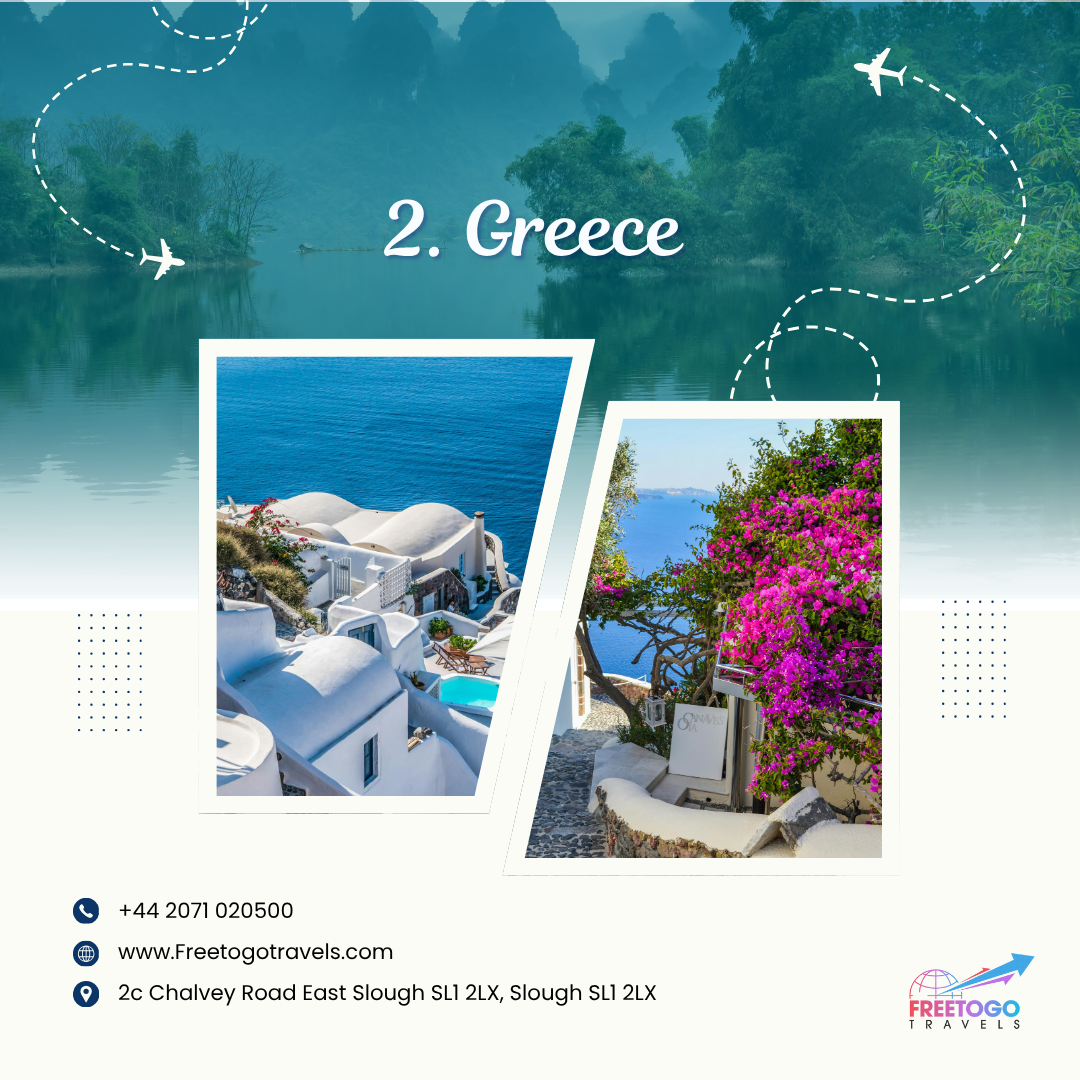 2. Greece
+44 2071 020500
www.Freetogotravels.com
2c Chalvey Road East Slough SL1 2LX, Slough SL1 2LX
FREETOGO
TRAVELS